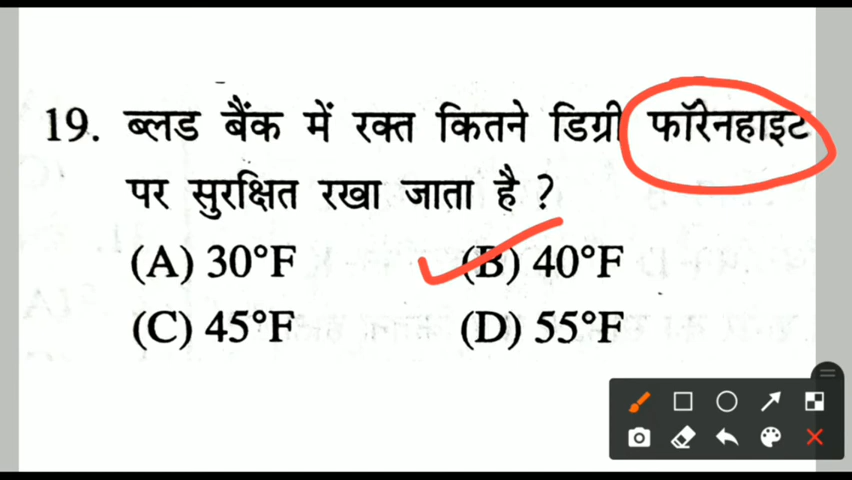 19. ब्लड बैंक में रक्त कितने डिग्री फॉरेनहाइट
पर सुरक्षित रखा जाता है ?
(A) 30°F (B) 40°F
(C) 45°F (D) 55°F